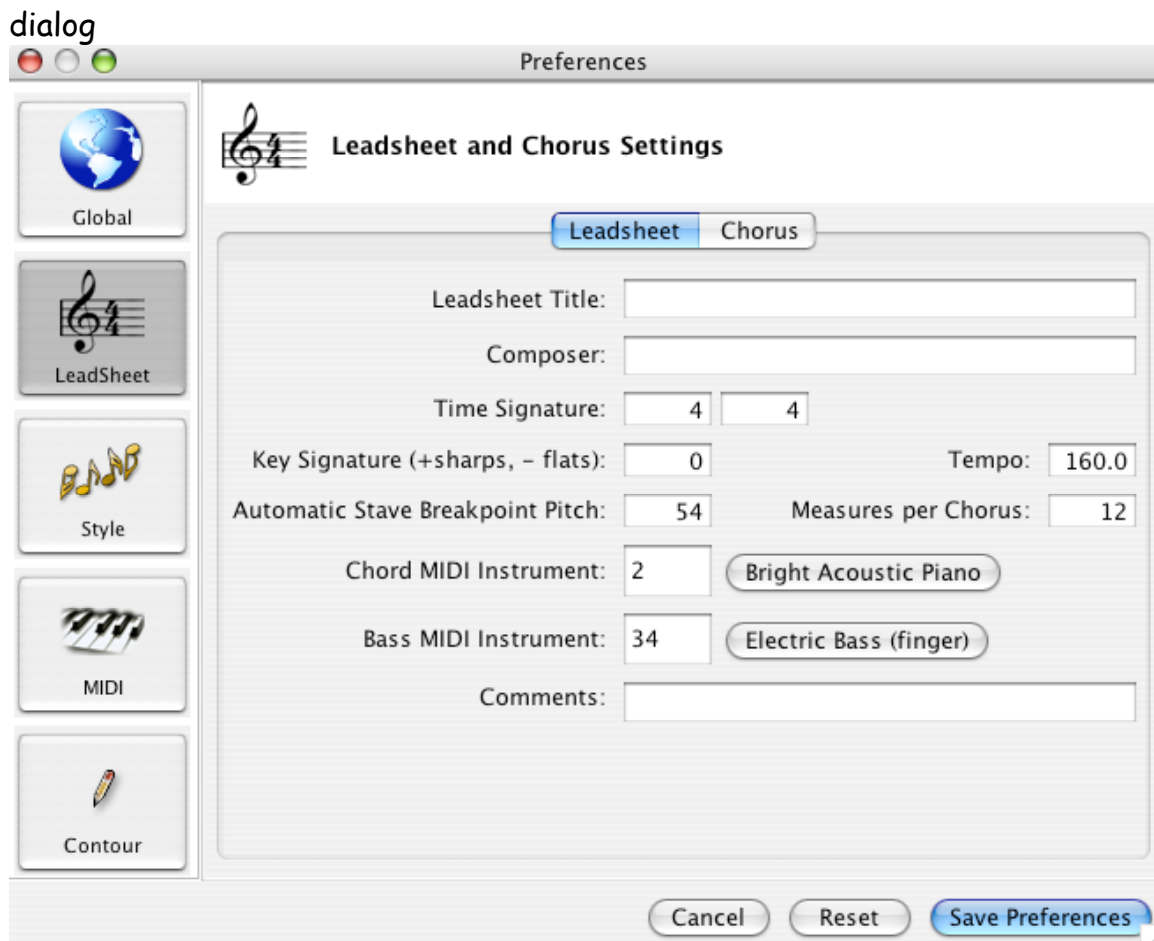 dialog
Preferences
Global
LeadSheet
Style
MIDI
Contour
Leadsheet and Chorus Settings
Leadsheet Chorus
Leadsheet Title:
Composer:
Time Signature: 4 4
Key Signature (+sharps, – flats): 0 Tempo: 160.0
Automatic Stave Breakpoint Pitch: 54 Measures per Chorus: 12
Chord MIDI Instrument: 2 Bright Acoustic Piano
Bass MIDI Instrument: 34 Electric Bass (finger)
Comments:
Cancel Reset Save Preferences